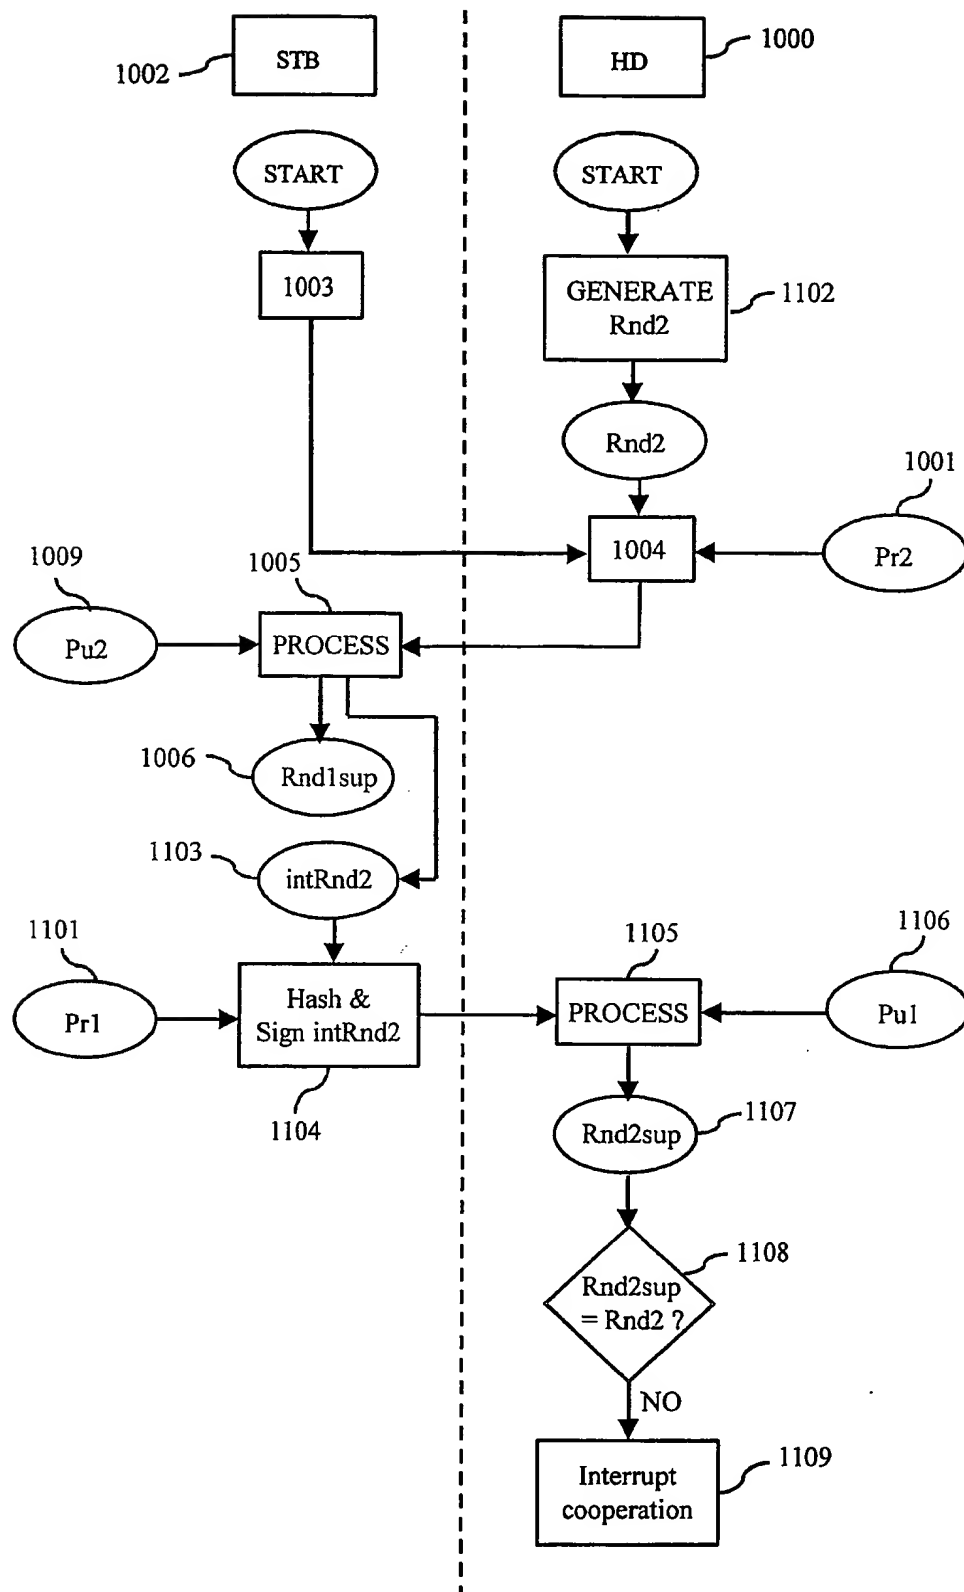 STB
1002
HD
1000
START
START
1003
GENERATE
Rnd2
1102
Rnd2
1001
1004
Pr2
1009
1005
Pu2
PROCESS
1006
Rnd1sup
1103
intRnd2
1101
1105
1106
Pr1
Hash &
Sign intRnd2
PROCESS
Pu1
1104
Rnd2sup
1107
1108
Rnd2sup
= Rnd2 ?
NO
Interrupt
cooperation
1109